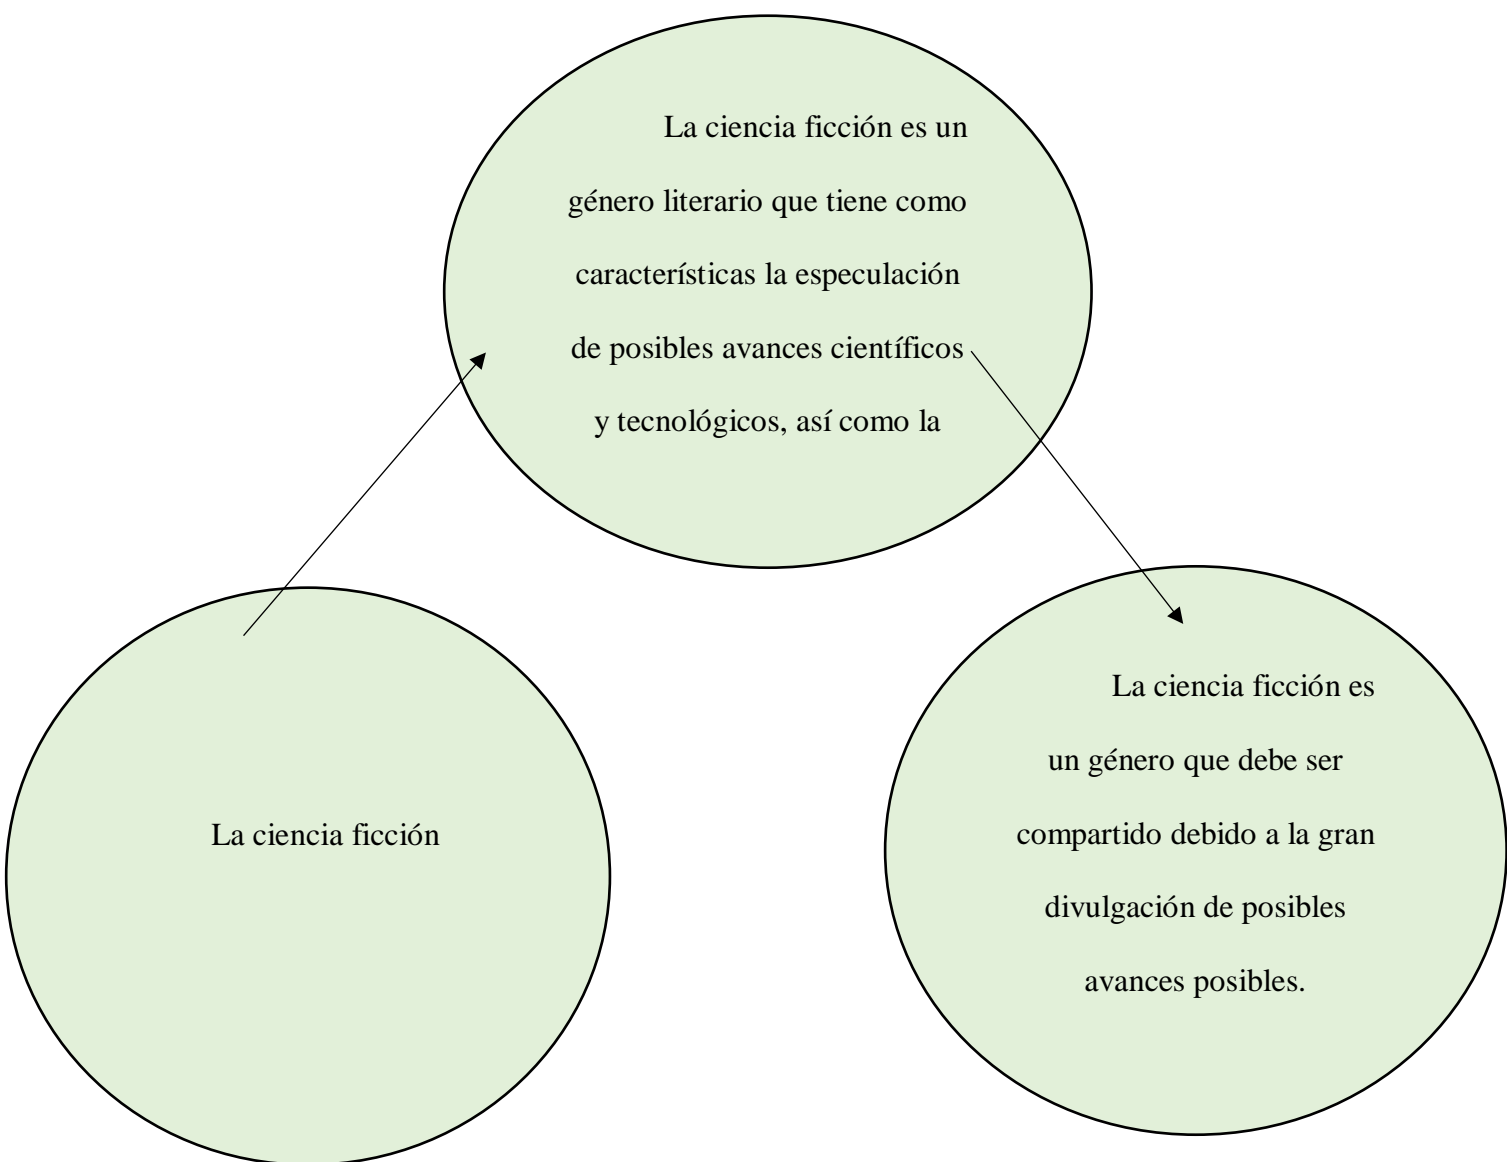 La ciencia ficción es un
género literario que tiene como
características la especulación
de posibles avances científicos
y tecnológicos, así como la
La ciencia ficción
La ciencia ficción es
un género que debe ser
compartido debido a la gran
divulgación de posibles
avances posibles.